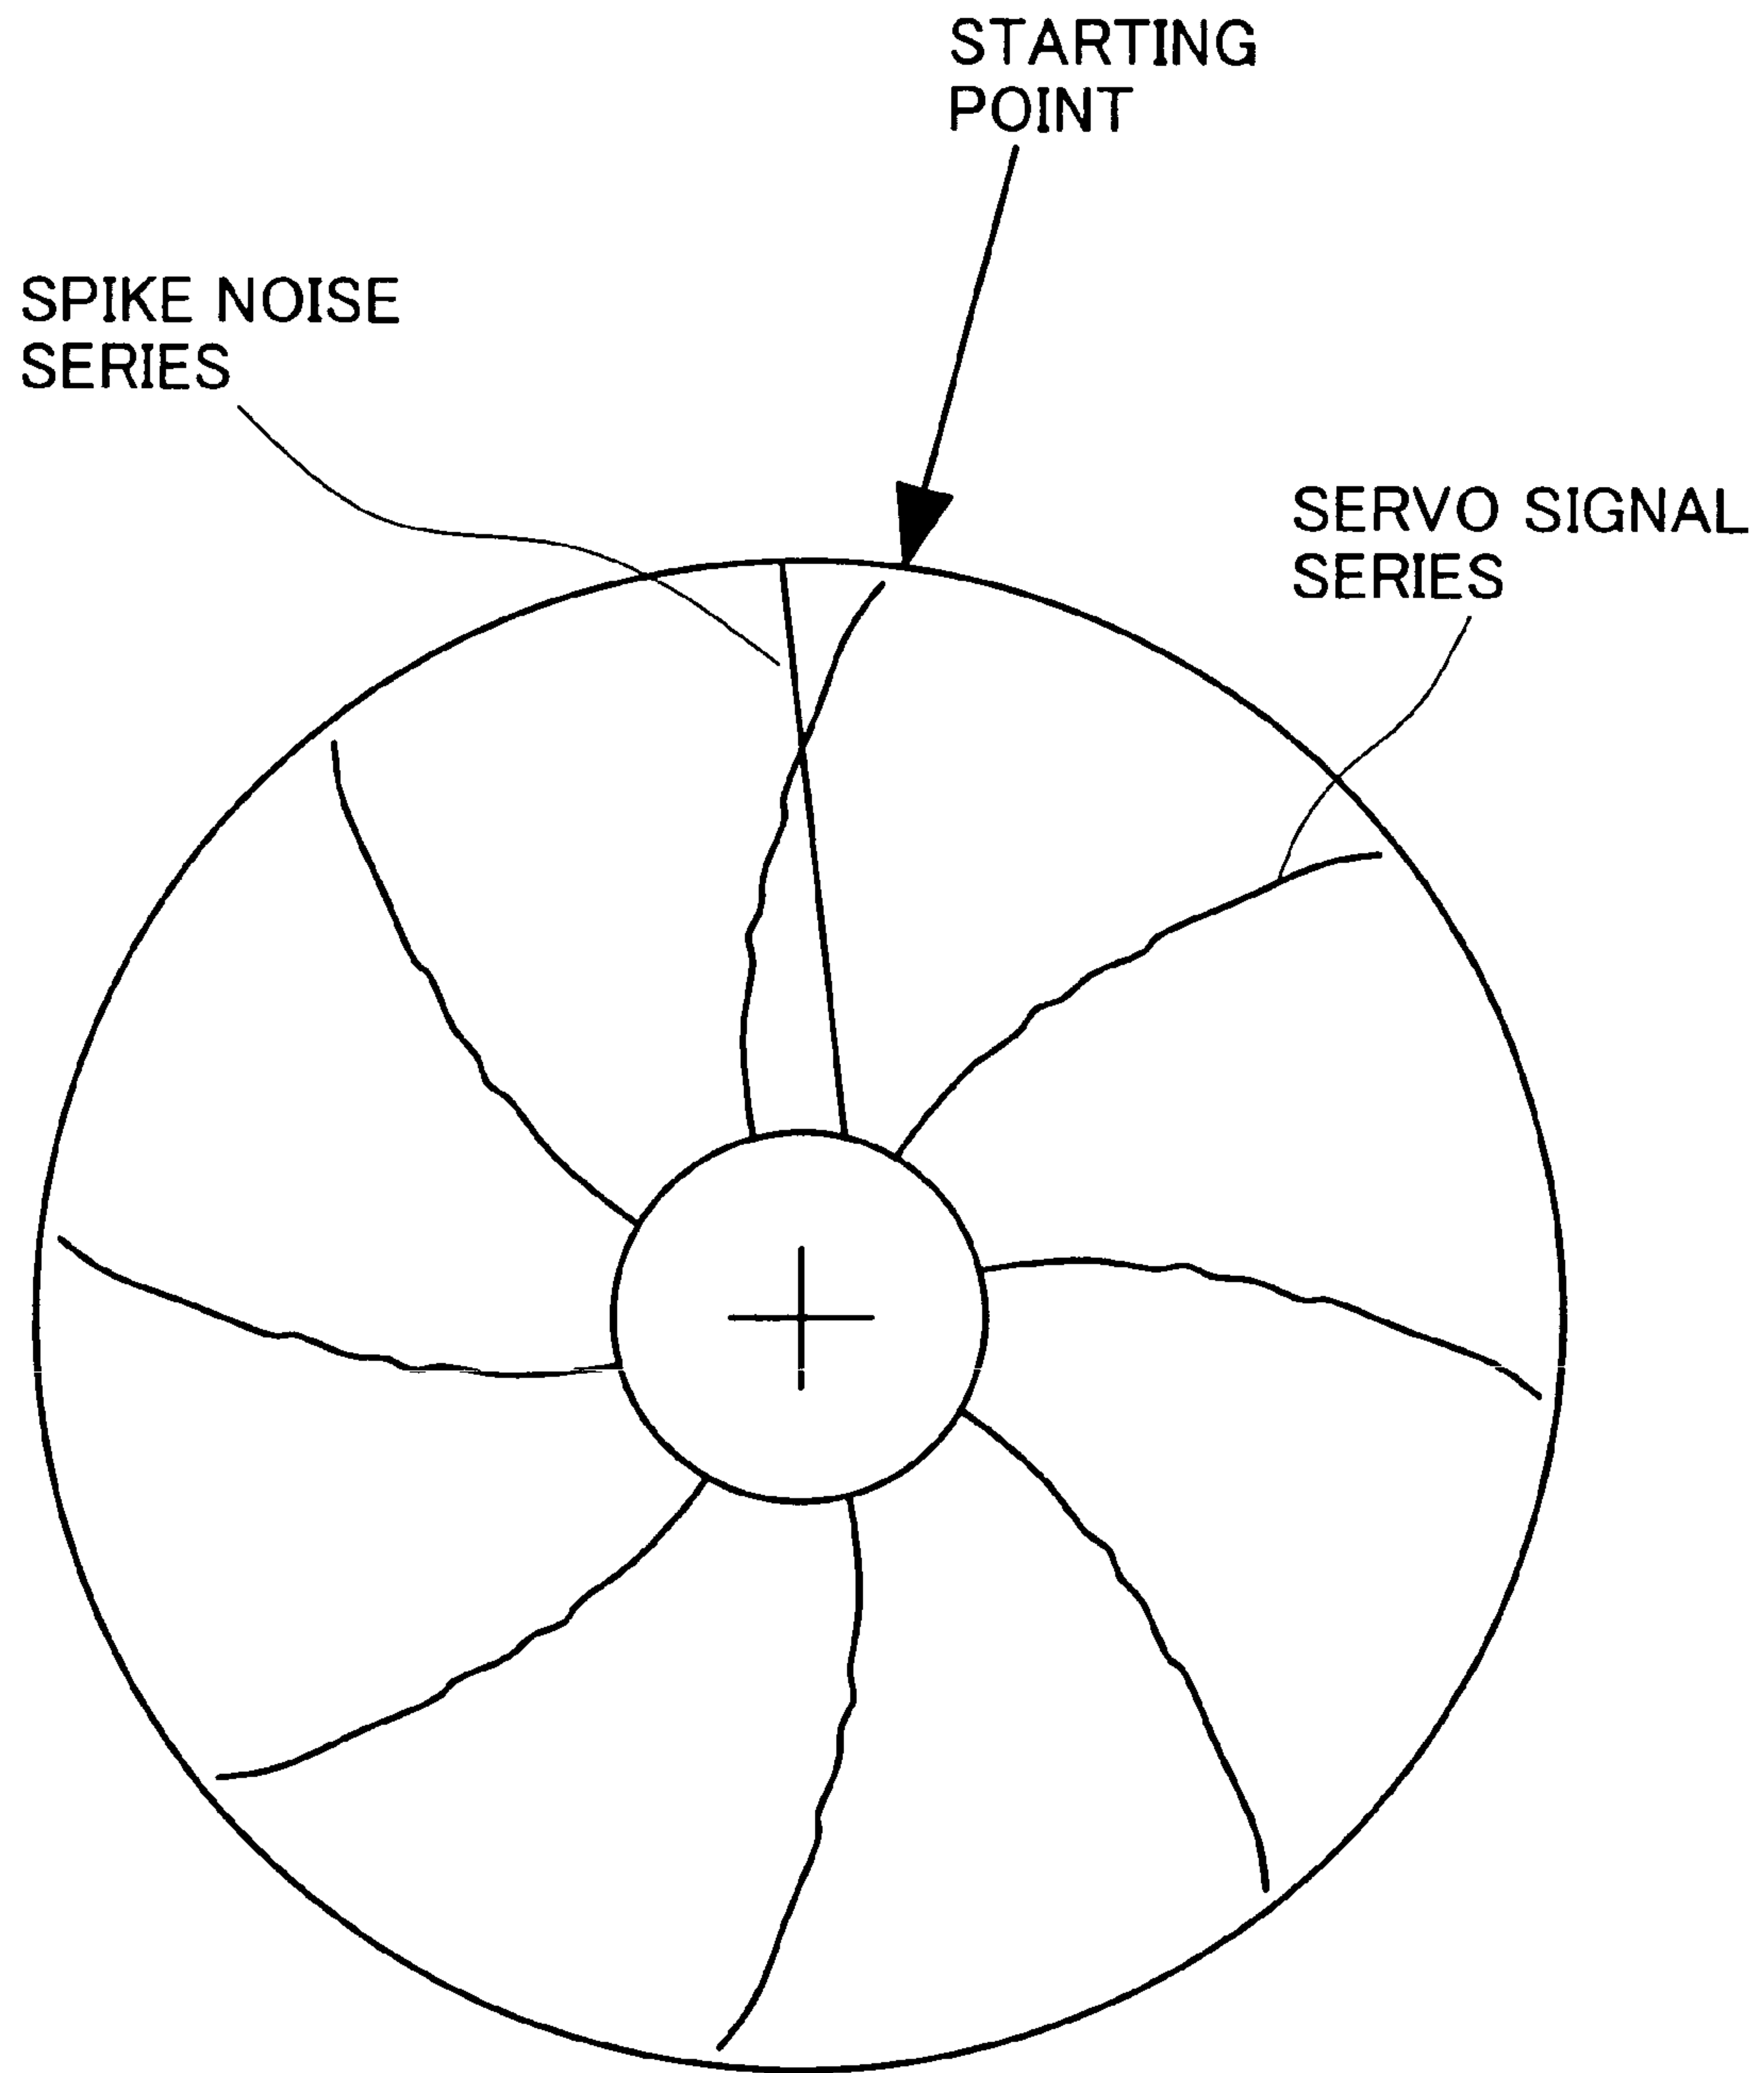 STARTING
POINT
SPIKE NOISE
SERIES
SERVO SIGNAL
SERIES